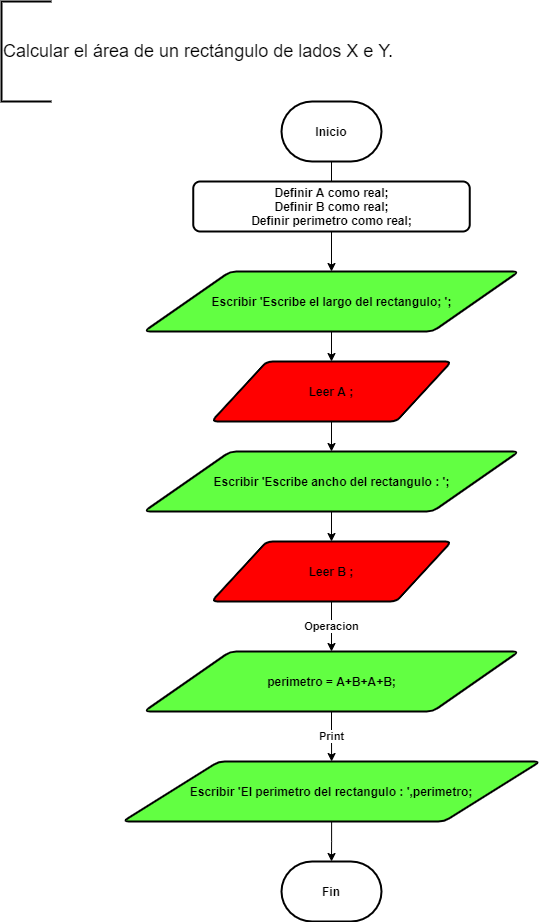 Calcular el área de un rectángulo de lados X e Y.
Inicio
Definir A como real;
Definir B como real;
Definir perimetro como real;
Escribir 'Escribe el largo del rectangulo; ';
Leer A ;
Escribir 'Escribe ancho del rectangulo : ';
Leer B ;
Operacion
perimetro = A+B+A+B;
Print
Escribir 'El perimetro del rectangulo : ',perimetro;
Fin